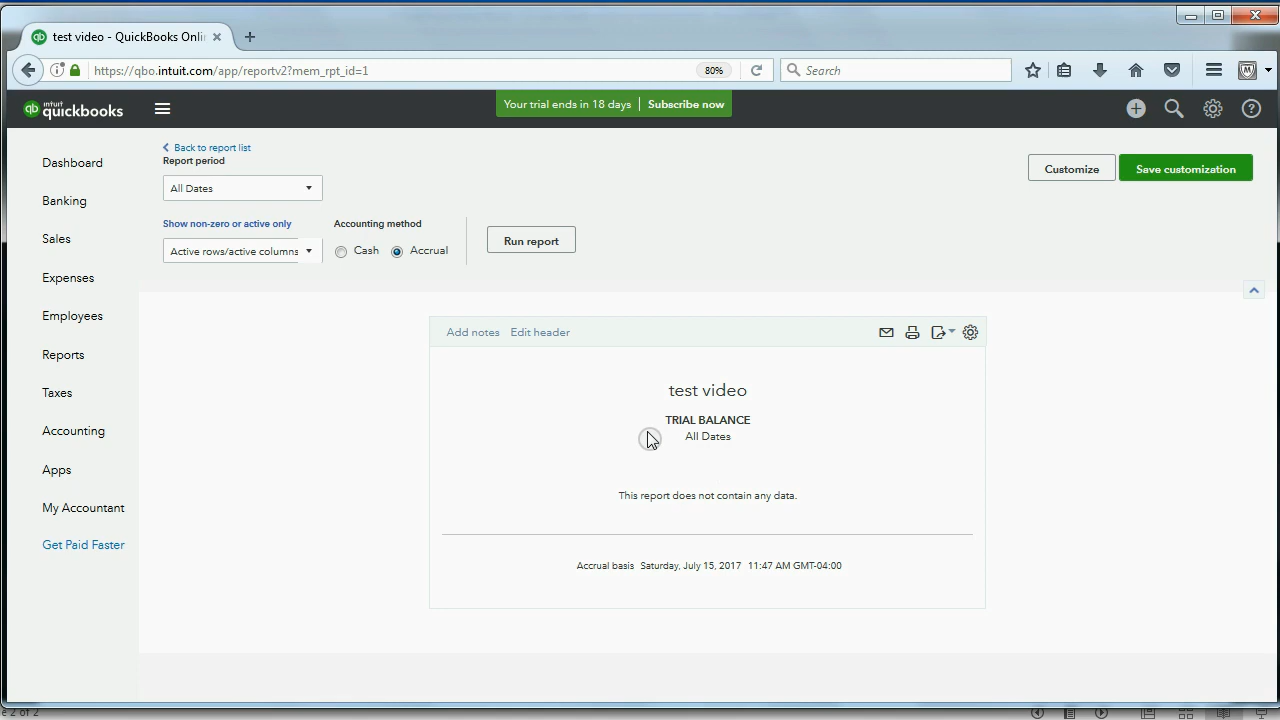 test video - QuickBooks Onli
https://qbo.intuit.com/app/reportv2?mem_rpt_id=1
80%
Search
intuit quickbooks
Your trial ends in 18 days
Subscribe now
Dashboard
Banking
Sales
Expenses
Employees
Reports
Taxes
Accounting
Apps
My Accountant
Get Paid Faster
Back to report list
Report period
All Dates
Customize
Save customization
Show non-zero or active only
Accounting method
Active rows/active columns
Cash
Accrual
Run report
Add notes
Edit header
test video
TRIAL BALANCE
All Dates
This report does not contain any data.
Accrual basis Saturday, July 15, 2017 11:47 AM GMT-04:00
e 2 of 2